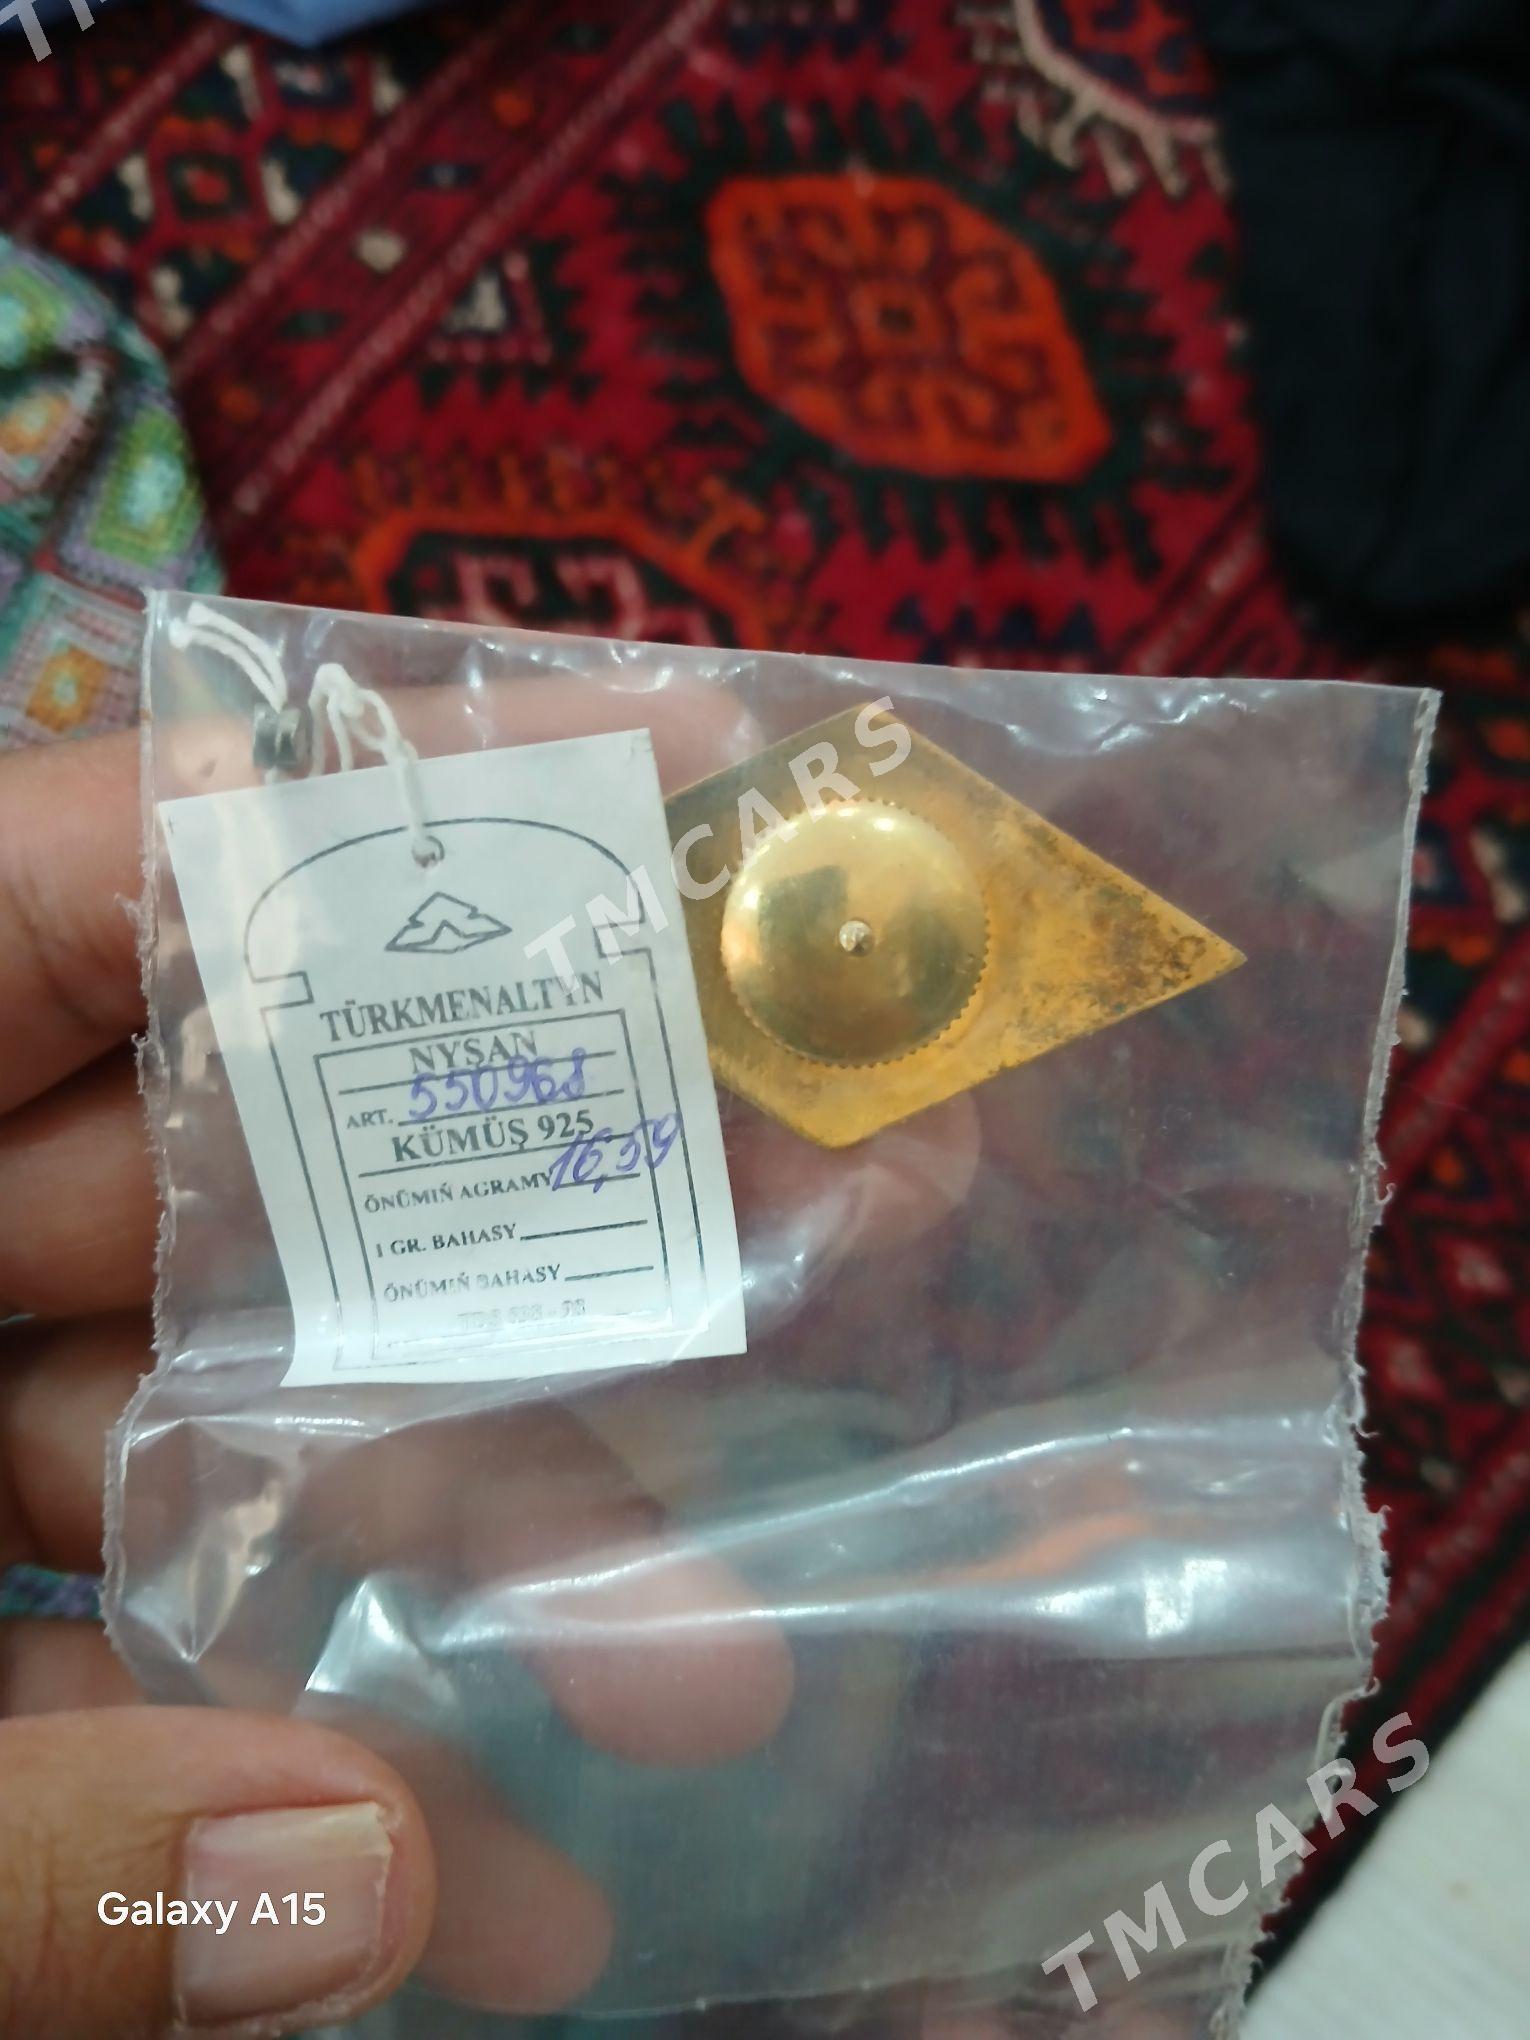 TMCARS
TÜRKMENALTYN
NYŞAN
ART. 550968
KÜMÜŞ 925
ÖNÜMIŇ AGRAMY 16,59
1 GR. BAHASY
ÖNÜMIŇ BAHASY
Galaxy A15
TMCARS